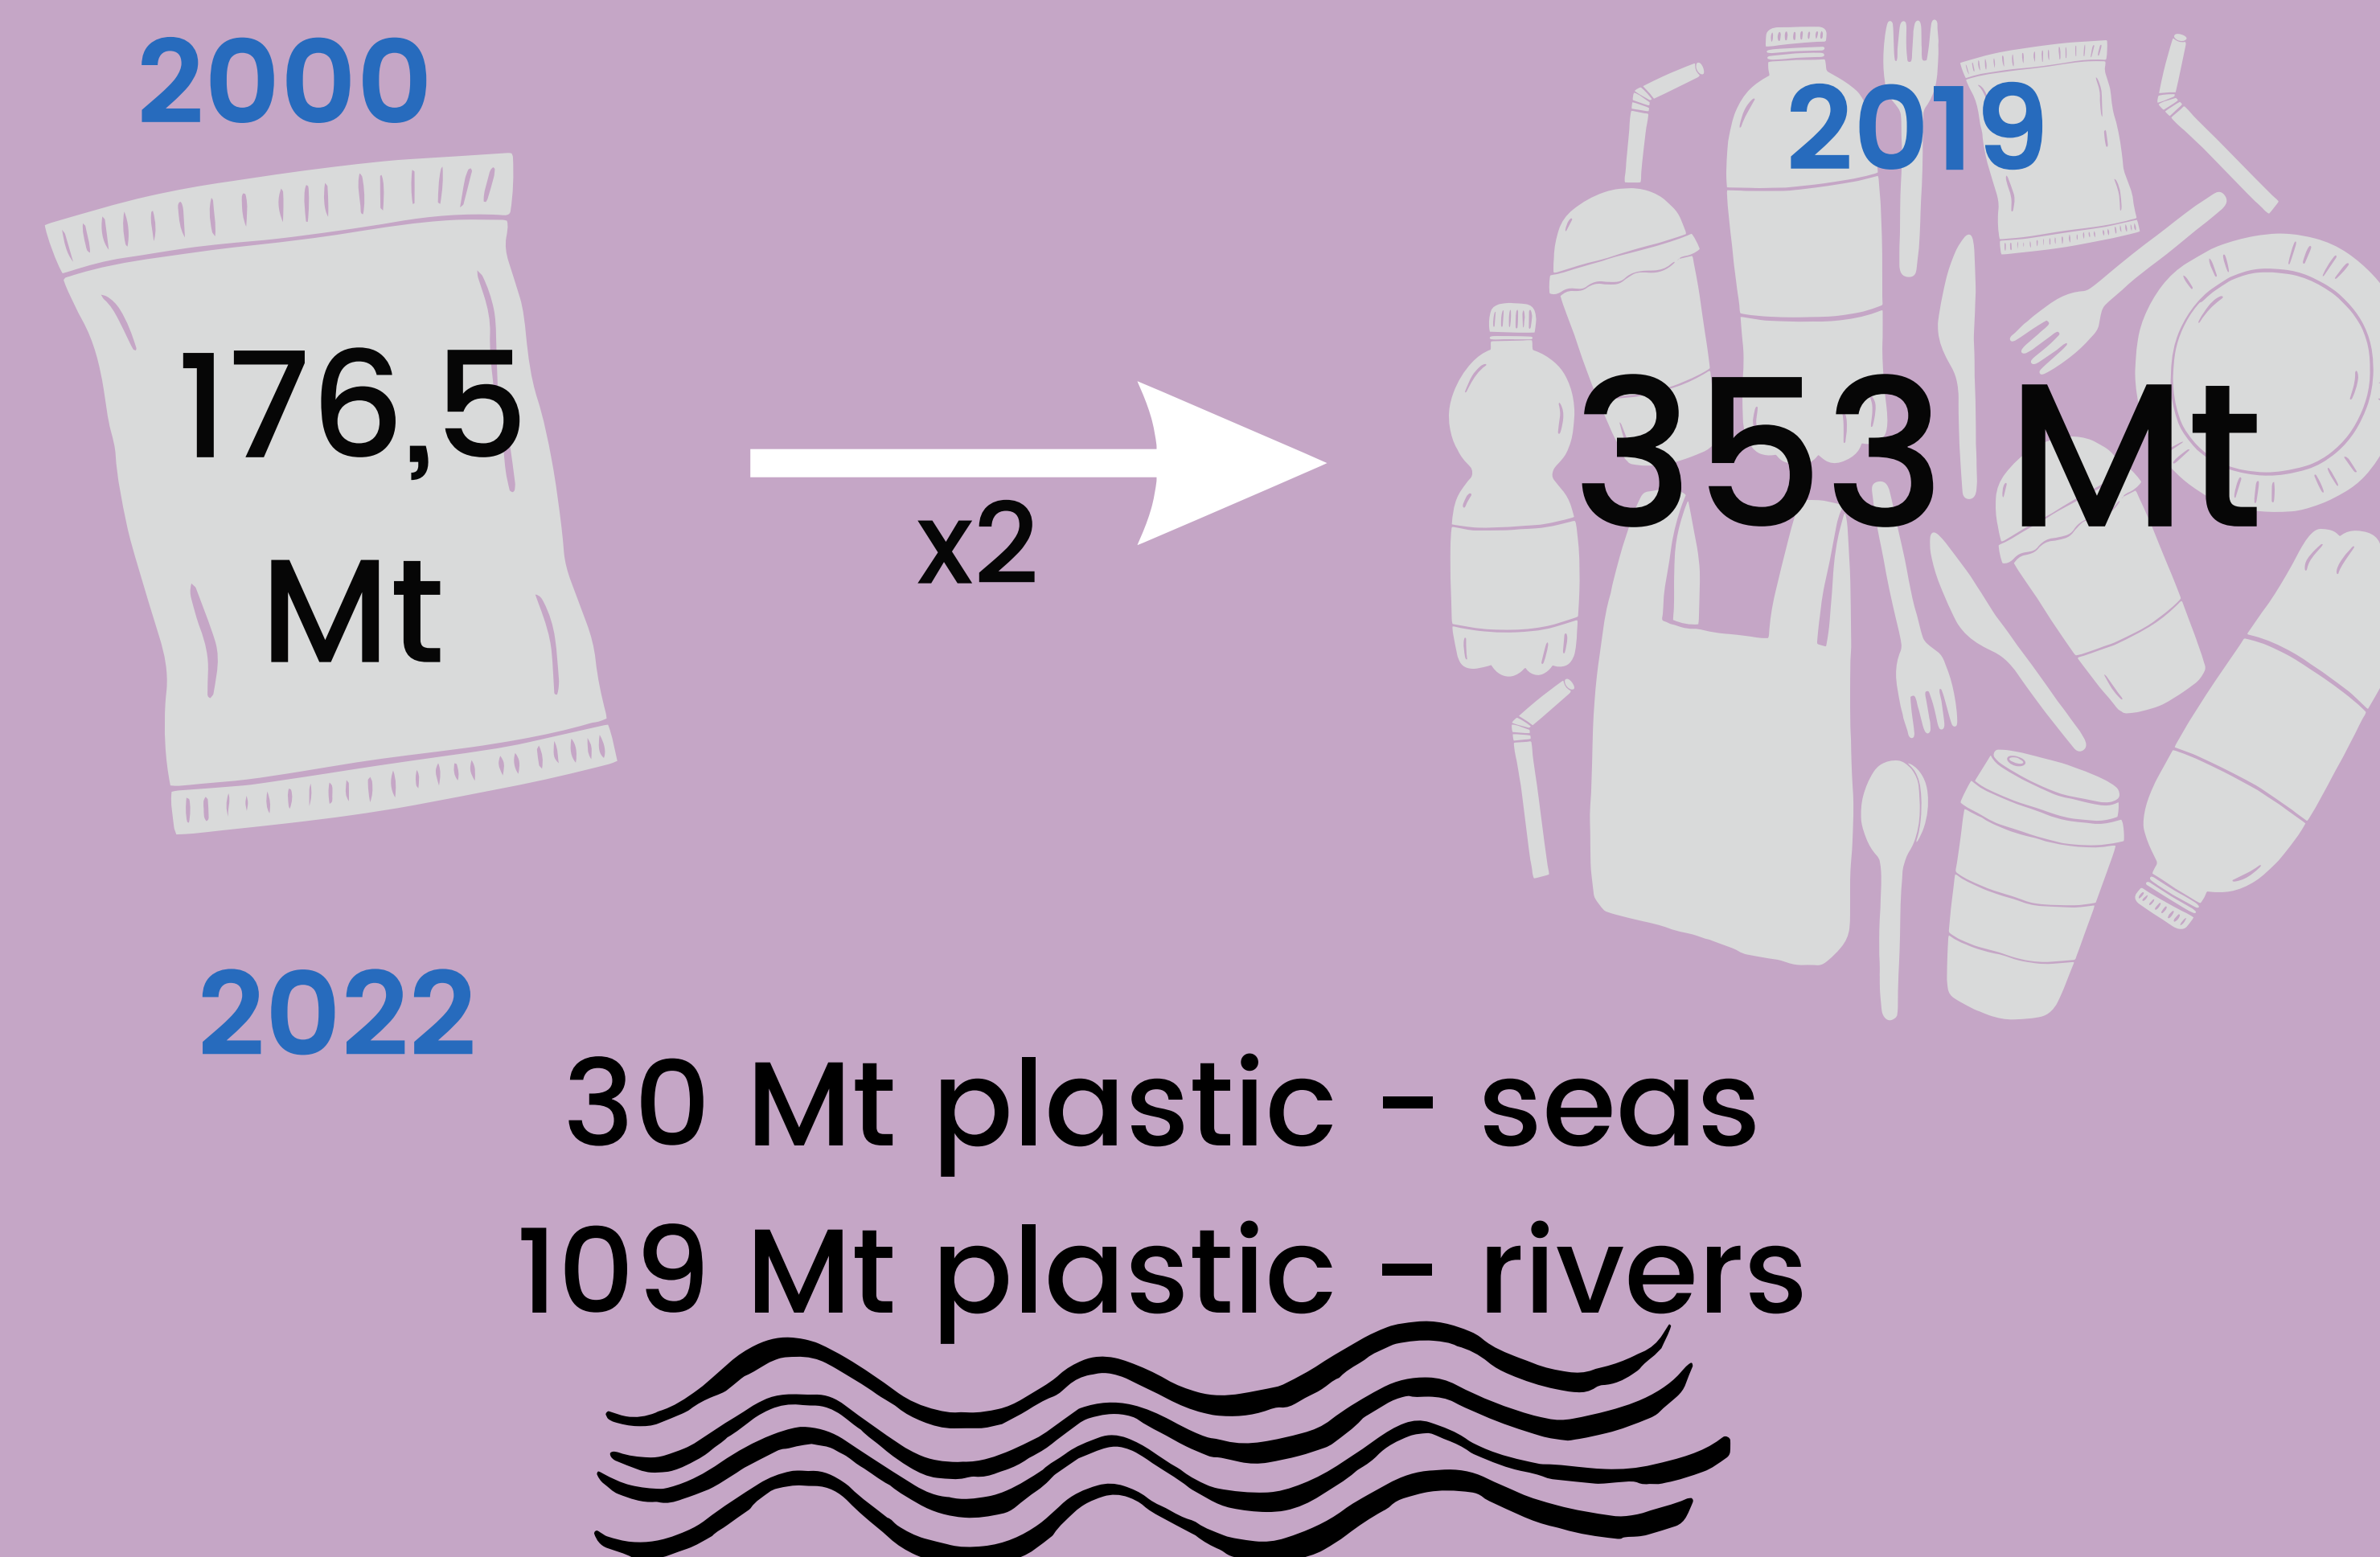 2000
176,5
Mt
x2
2019
353 Mt
2022
30 Mt plastic - seas
109 Mt plastic - rivers